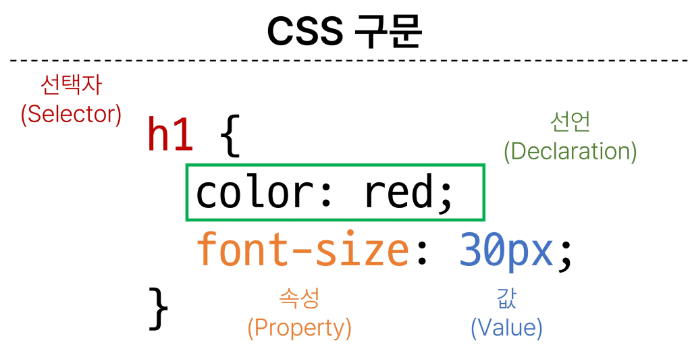 CSS 구문
선택자
(Selector)
h1 {
선언
(Declaration)
color: red;
font-size: 30px;
}
속성
(Property)
값
(Value)